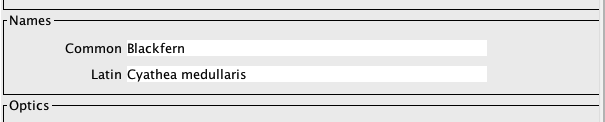 Names
Common Blackfern
Latin Cyathea medullaris
Optics